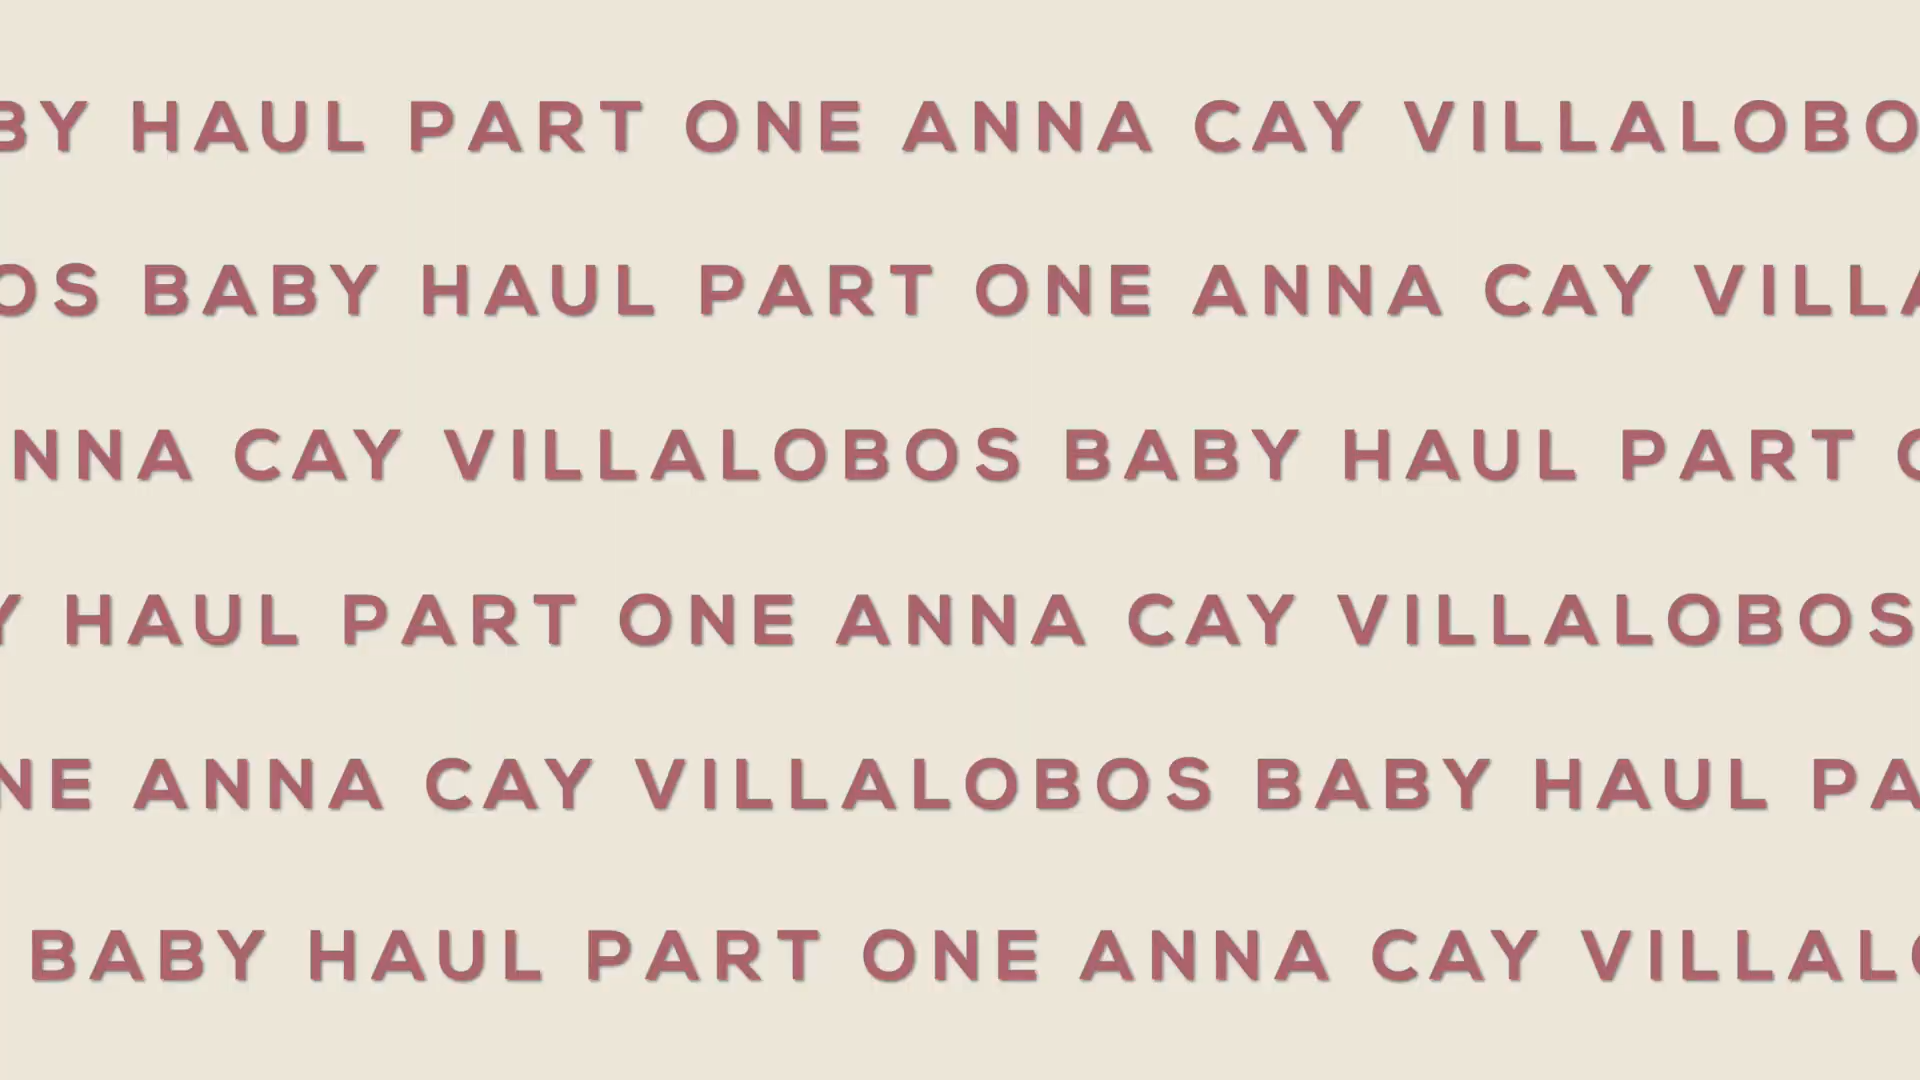 BY HAUL PART ONE ANNA CAY VILLALOBO
OS BABY HAUL PART ONE ANNA CAY VILLA
NNA CAY VILLALOBOS BABY HAUL PART O
Y HAUL PART ONE ANNA CAY VILLALOBOS
NE ANNA CAY VILLALOBOS BABY HAUL PA
BABY HAUL PART ONE ANNA CAY VILLALO